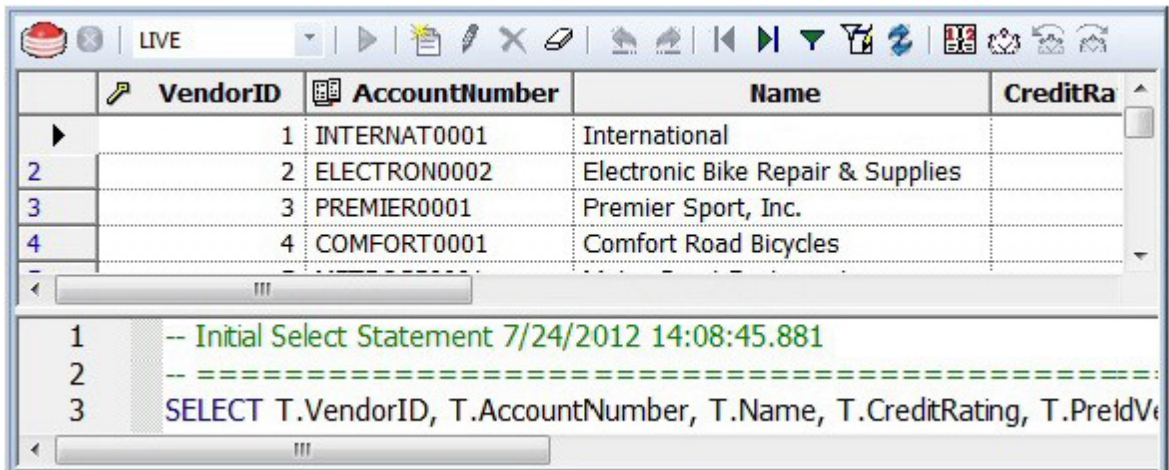 LIVE
VendorID AccountNumber Name CreditRa
1 INTERNAT0001 International
2 2 ELECTRON0002 Electronic Bike Repair & Supplies
3 3 PREMIER0001 Premier Sport, Inc.
4 4 COMFORT0001 Comfort Road Bicycles
1 -- Initial Select Statement 7/24/2012 14:08:45.881
2 -- ==============================================
3 SELECT T.VendorID, T.AccountNumber, T.Name, T.CreditRating,